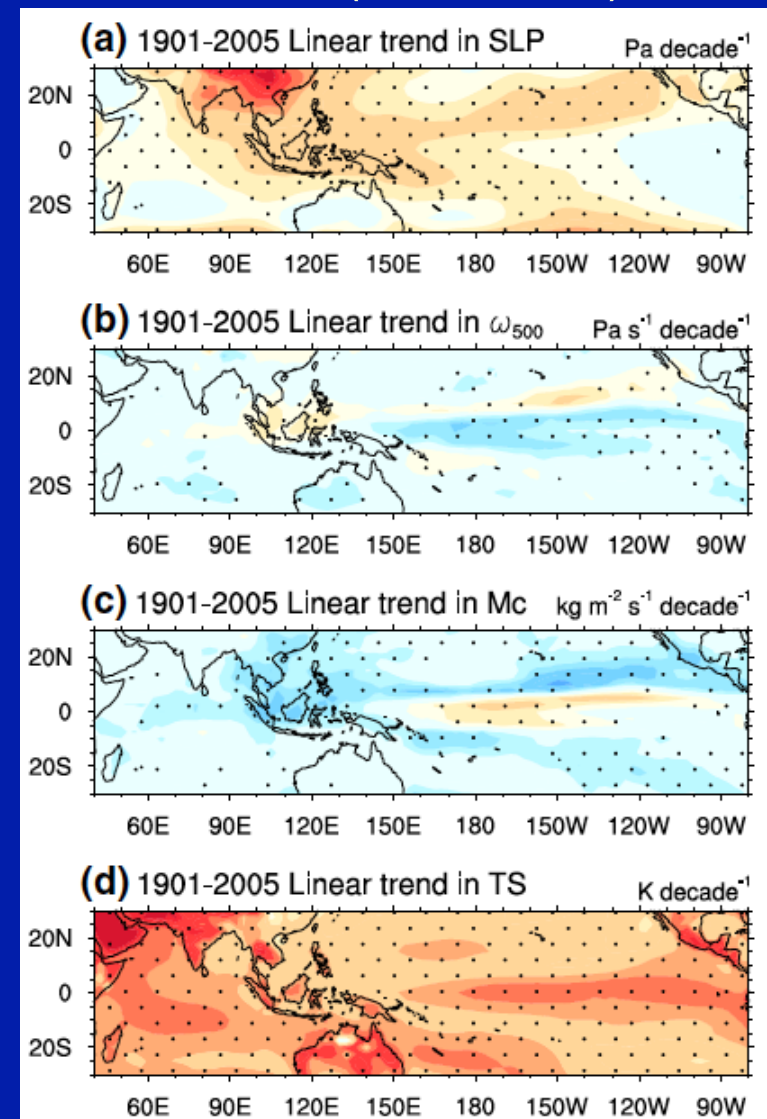 (a) 1901-2005 Linear trend in SLP Pa decade⁻¹
20N
0
20S
60E 90E 120E 150E 180 150W 120W 90W
(b) 1901-2005 Linear trend in ω₅₀₀ Pa s⁻¹ decade⁻¹
20N
0
20S
60E 90E 120E 150E 180 150W 120W 90W
(c) 1901-2005 Linear trend in Mc kg m⁻² s⁻¹ decade⁻¹
20N
0
20S
60E 90E 120E 150E 180 150W 120W 90W
(d) 1901-2005 Linear trend in TS K decade⁻¹
20N
0
20S
60E 90E 120E 150E 180 150W 120W 90W